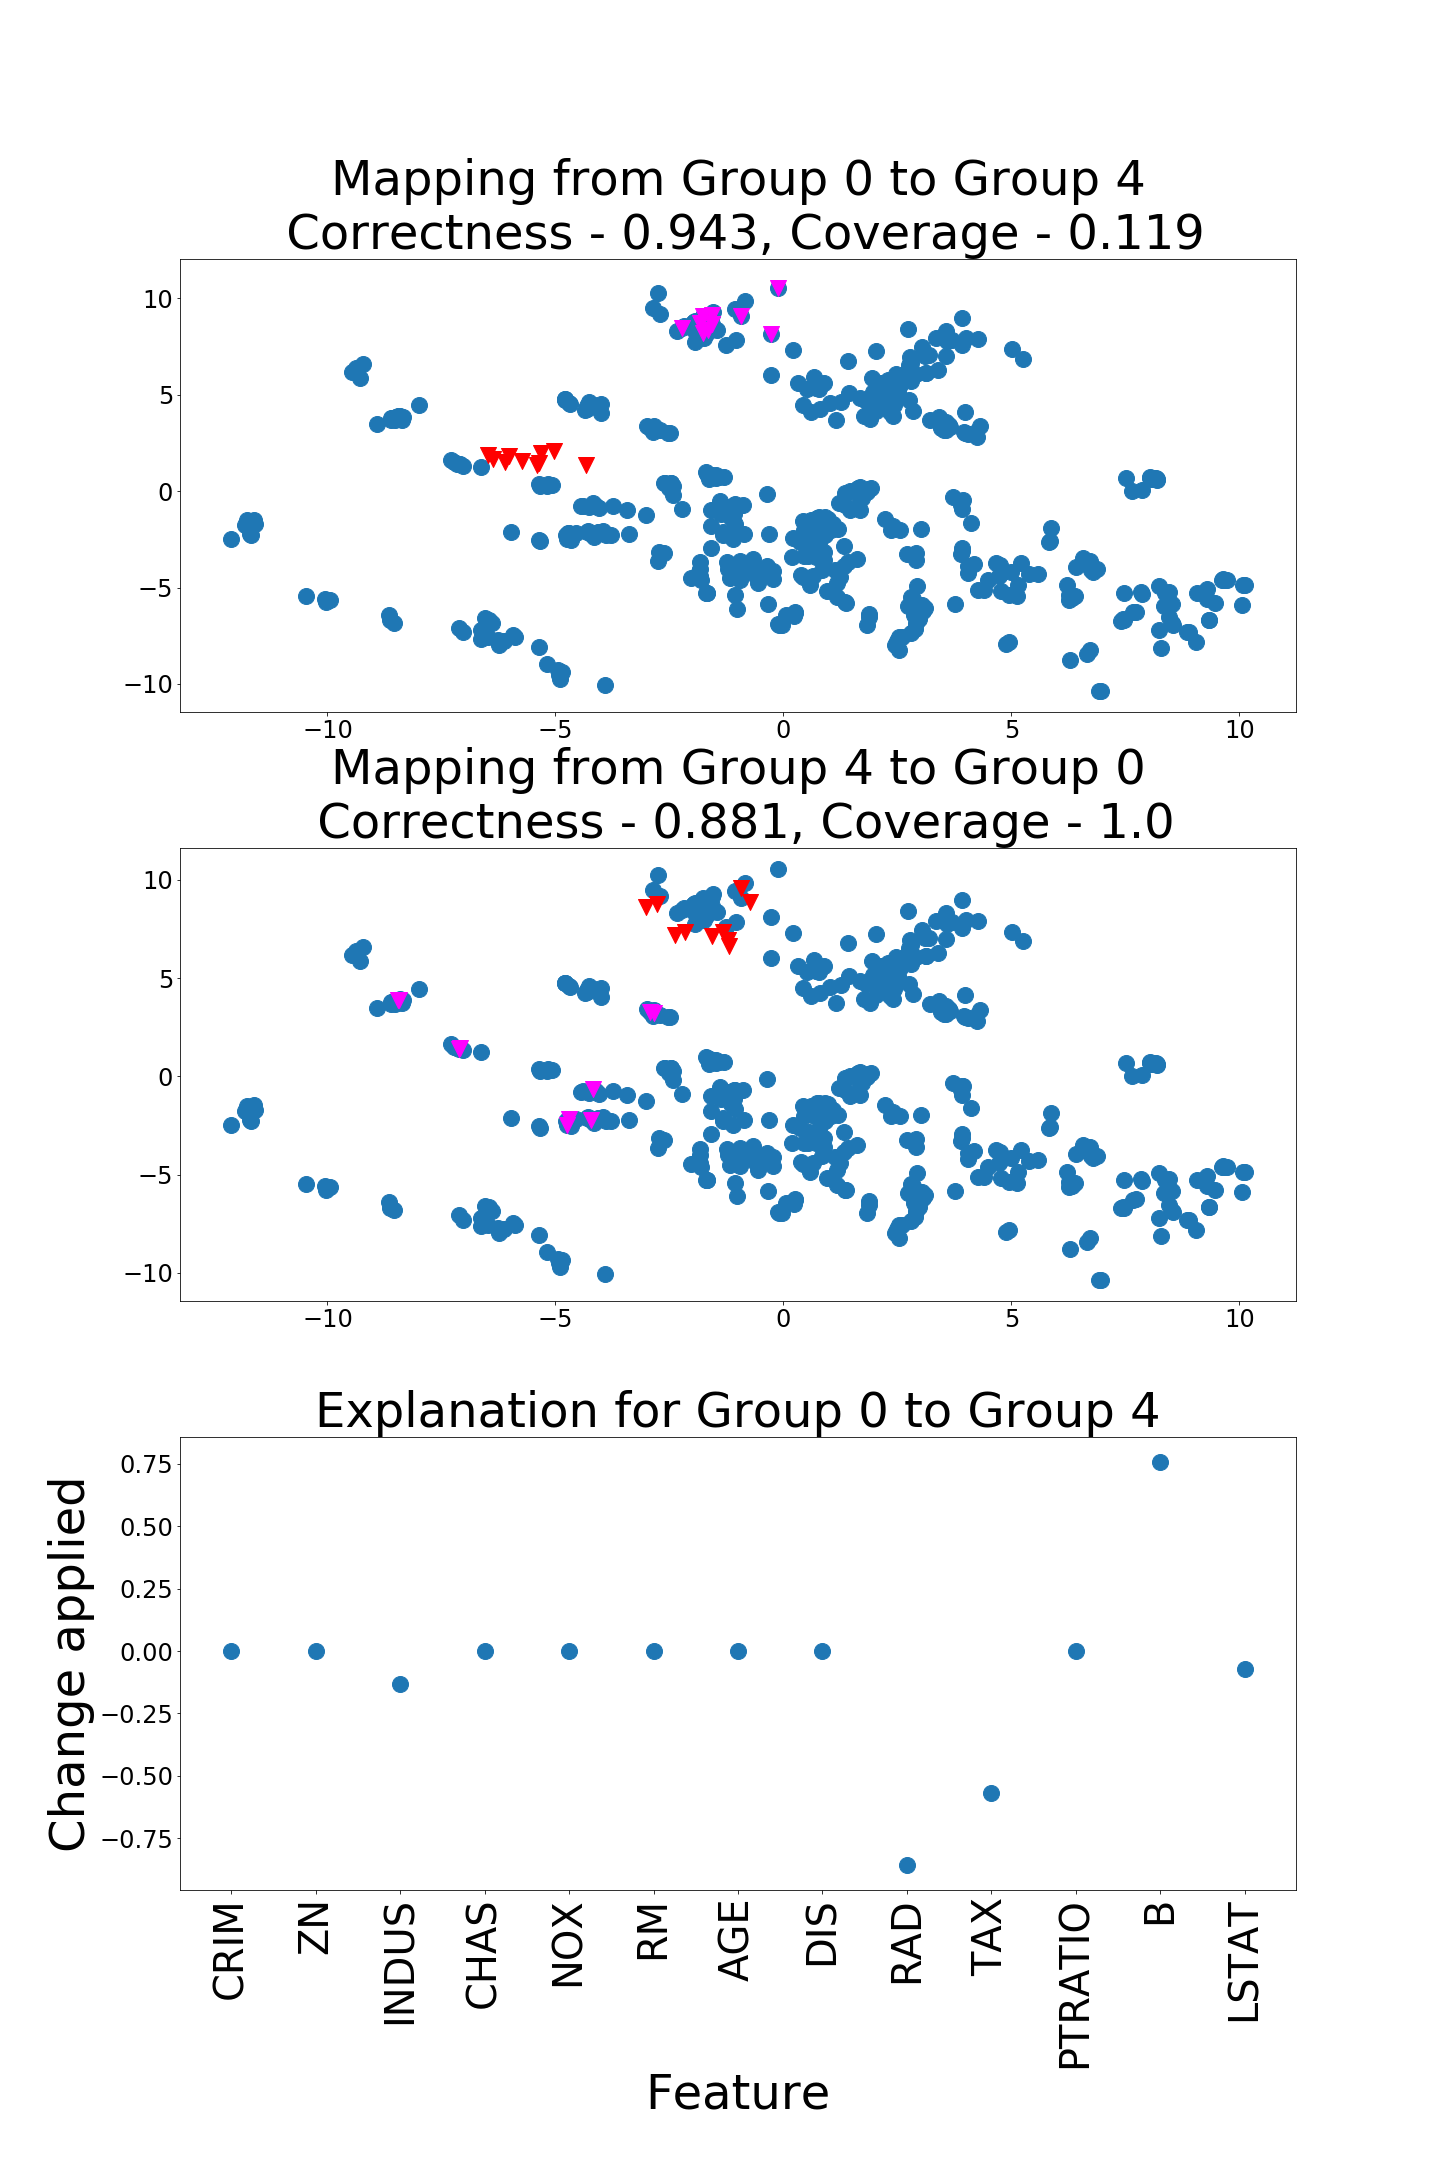 Mapping from Group 0 to Group 4
Correctness - 0.943, Coverage - 0.119
10
5
0
−5
−10
−10 −5 0 5 10
Mapping from Group 4 to Group 0
Correctness - 0.881, Coverage - 1.0
10
5
0
−5
−10
−10 −5 0 5 10
Explanation for Group 0 to Group 4
Change applied
0.75
0.50
0.25
0.00
−0.25
−0.50
−0.75
CRIM ZN INDUS CHAS NOX RM AGE DIS RAD TAX PTRATIO B LSTAT
Feature